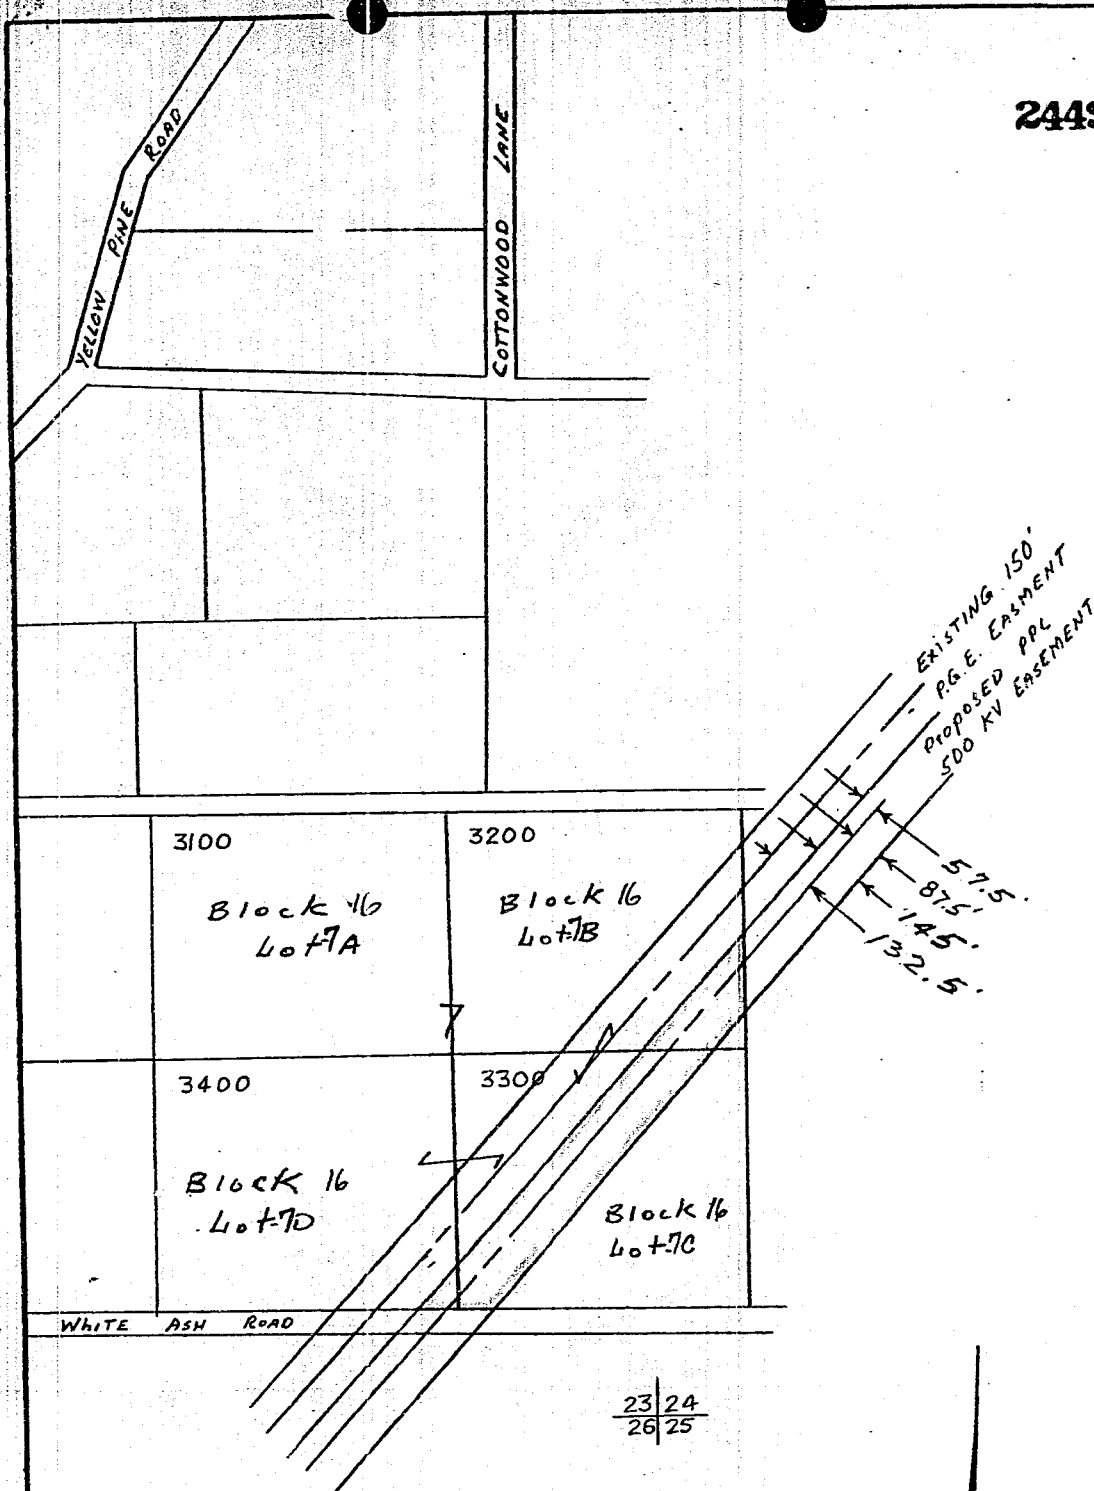 2449
YELLOW PINE ROAD
COTTONWOOD LANE
EXISTING 150'
P.G.E. EASMENT
PROPOSED PPL
500 KV EASEMENT
3100
Block 16
Lot 7A
3200
Block 16
Lot 7B
57.5'
87.5'
145'
132.5'
7
3400
Block 16
Lot 7D
3300
Block 16
Lot 7C
WHITE ASH ROAD
23 24
26 25